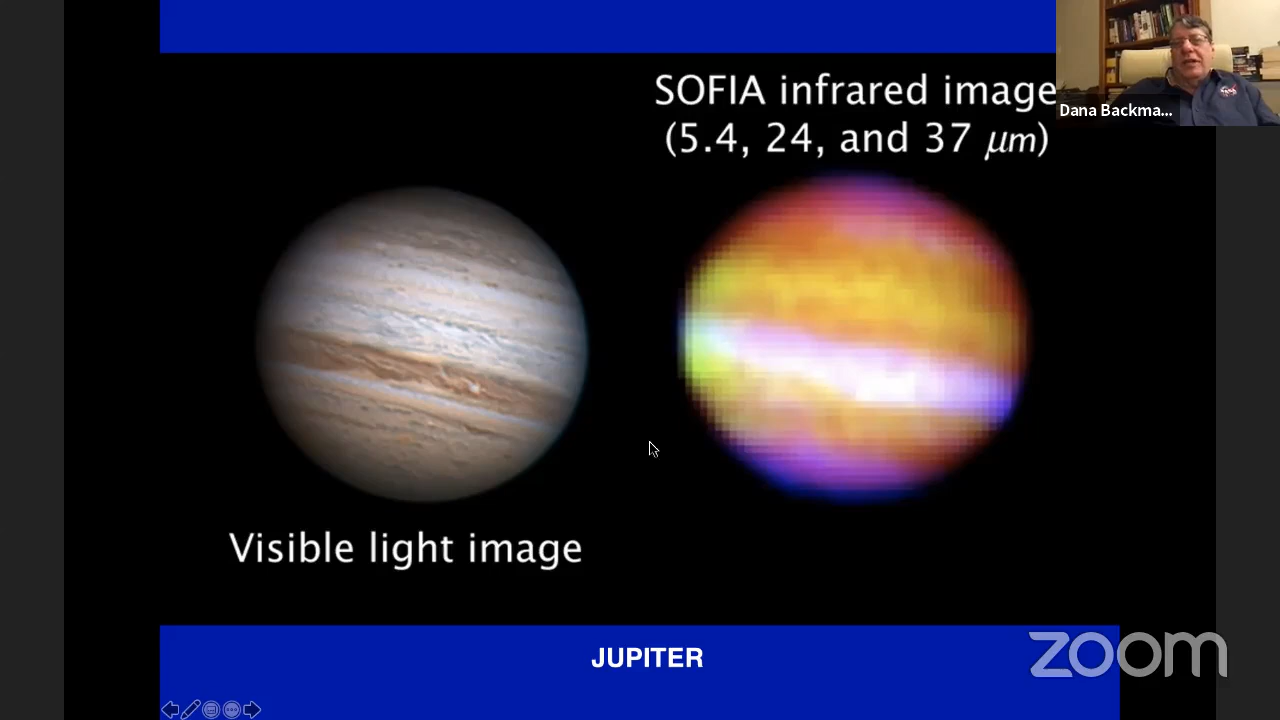 SOFIA infrared image
(5.4, 24, and 37 μm)
Dana Backma...
Visible light image
JUPITER
zoom